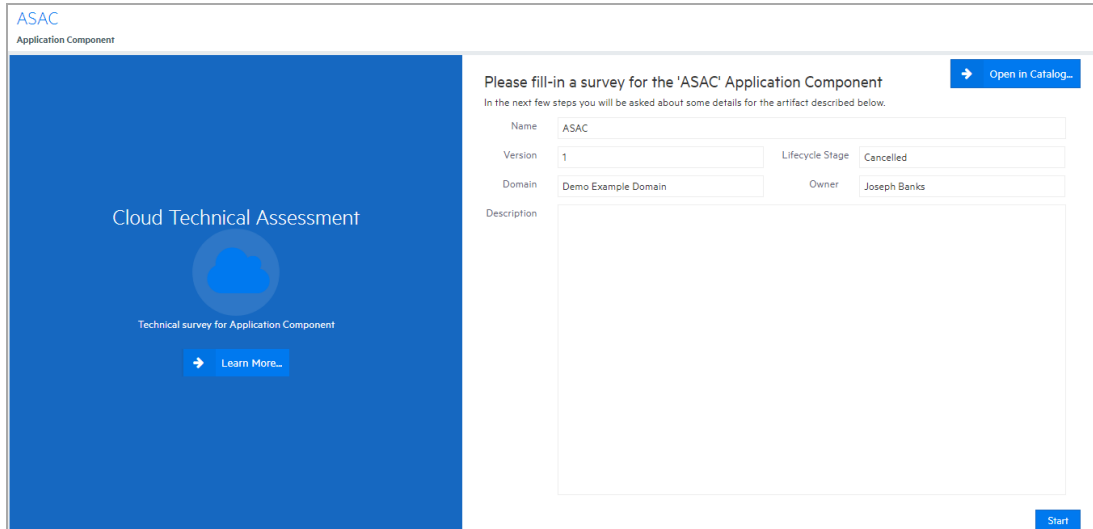 ASAC
Application Component
Cloud Technical Assessment
Technical survey for Application Component
Learn More...
Please fill-in a survey for the 'ASAC' Application Component
Open in Catalog...
In the next few steps you will be asked about some details for the artifact described below.
Name ASAC
Version 1 Lifecycle Stage Cancelled
Domain Demo Example Domain Owner Joseph Banks
Description
Start